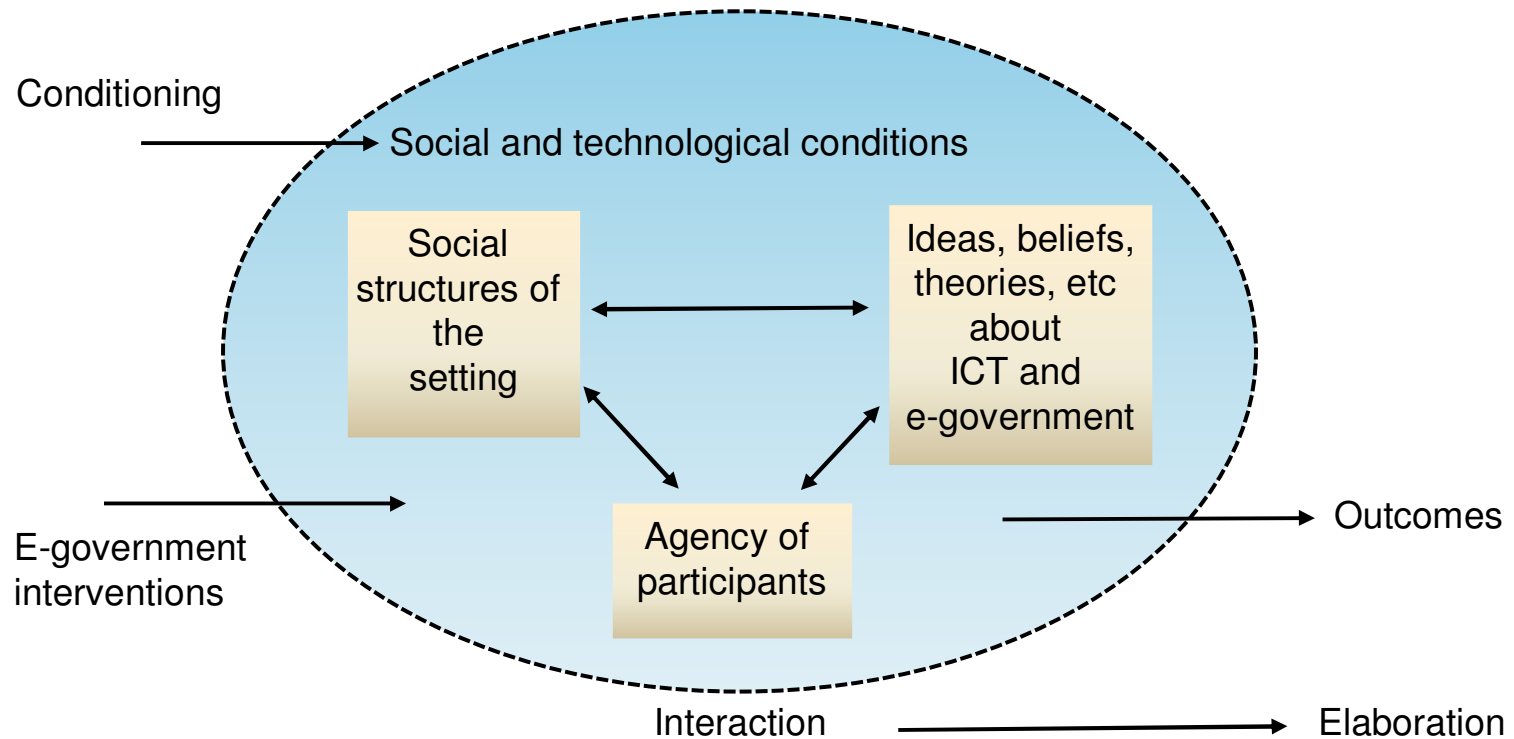 Conditioning
Social and technological conditions
Social
structures of
the
setting
Ideas, beliefs,
theories, etc
about
ICT and
e-government
E-government
interventions
Agency of
participants
Outcomes
Interaction
Elaboration